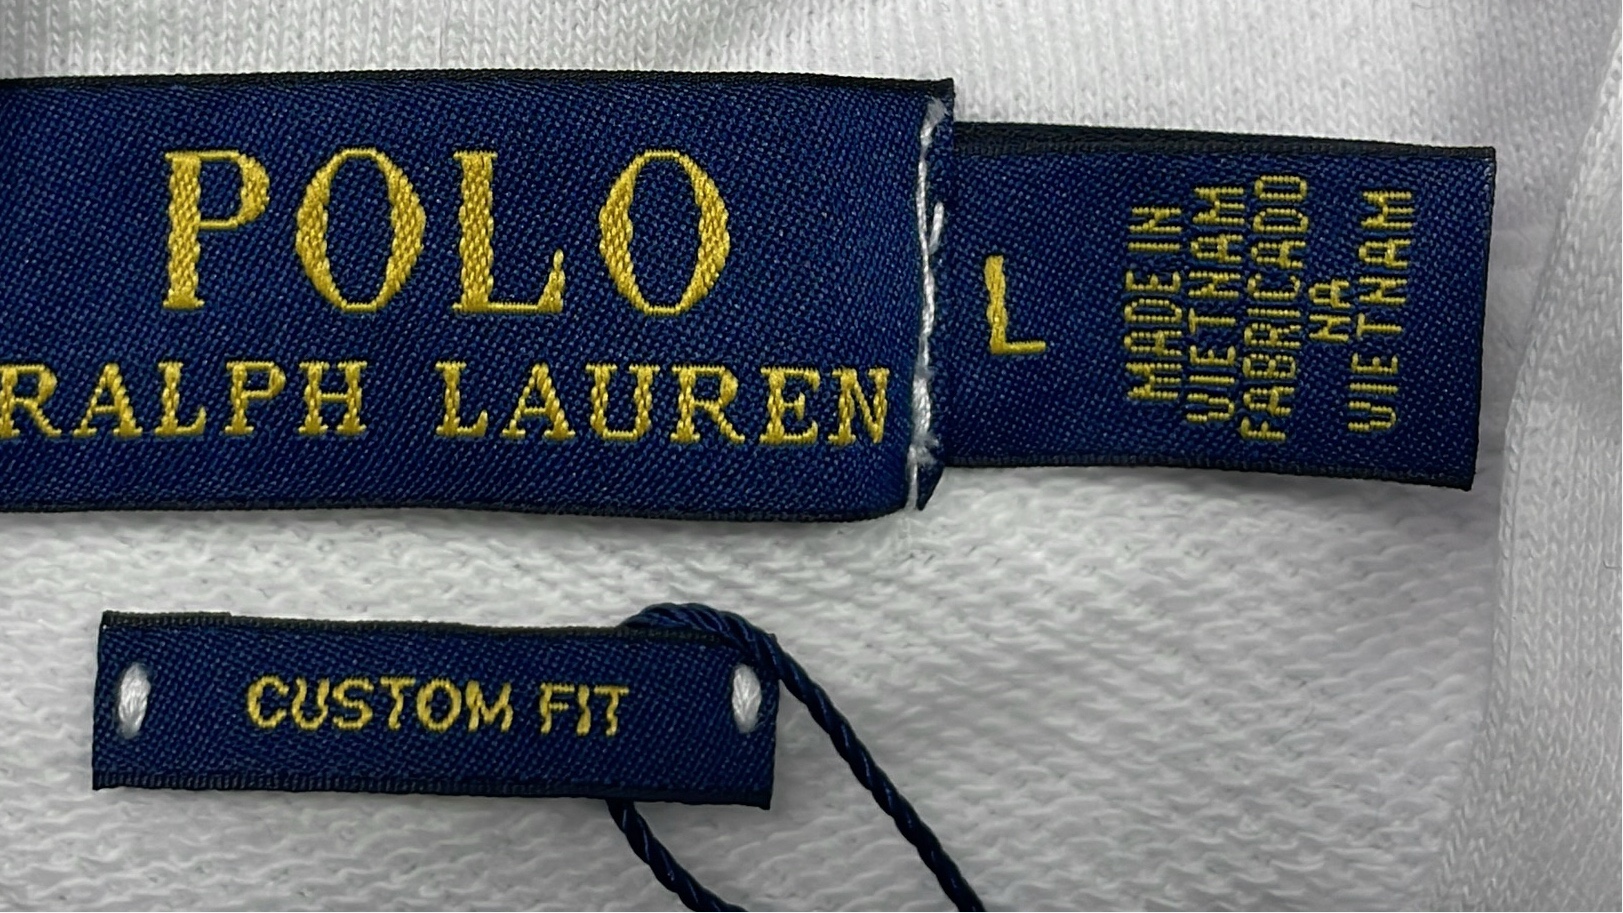 POLO
RALPH LAUREN
L
MADE IN
VIETNAM
FABRICADO
NA
VIETNAM
CUSTOM FIT